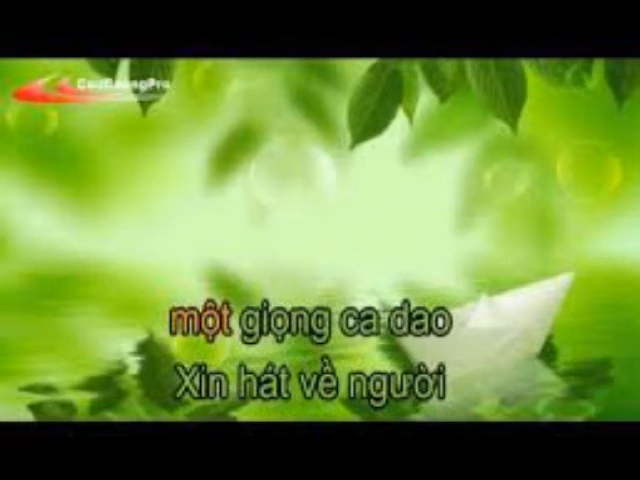 một giọng ca dao
Xin hát về người